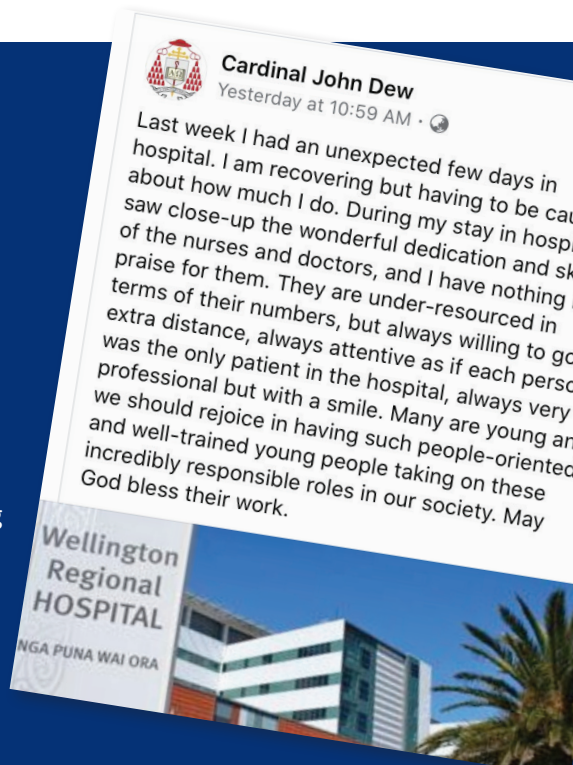 Cardinal John Dew
Yesterday at 10:59 AM ·
Last week I had an unexpected few days in
hospital. I am recovering but having to be
about how much I do. During my stay in
saw close-up the wonderful dedication and
of the nurses and doctors, and I have nothing
praise for them. They are under-resourced in
terms of their numbers, but always willing to go
extra distance, always attentive as if each
was the only patient in the hospital, always very
professional but with a smile. Many are young
we should rejoice in having such people-oriented
and well-trained young people taking on these
incredibly responsible roles in our society. May
God bless their work.
Wellington
Regional
HOSPITAL
NGA PUNA WAI ORA